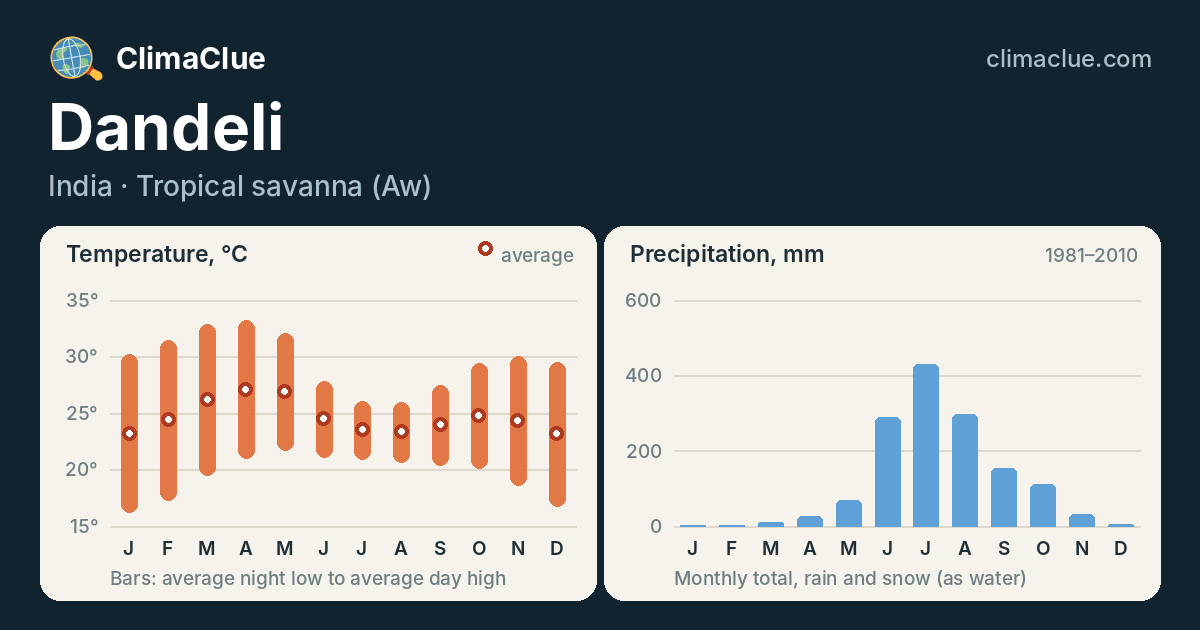 ClimaClue
climaclue.com
Dandeli
India · Tropical savanna (Aw)
Temperature, °C
average
35°
30°
25°
20°
15°
J F M A M J J A S O N D
Bars: average night low to average day high
Precipitation, mm
1981–2010
600
400
200
0
J F M A M J J A S O N D
Monthly total, rain and snow (as water)